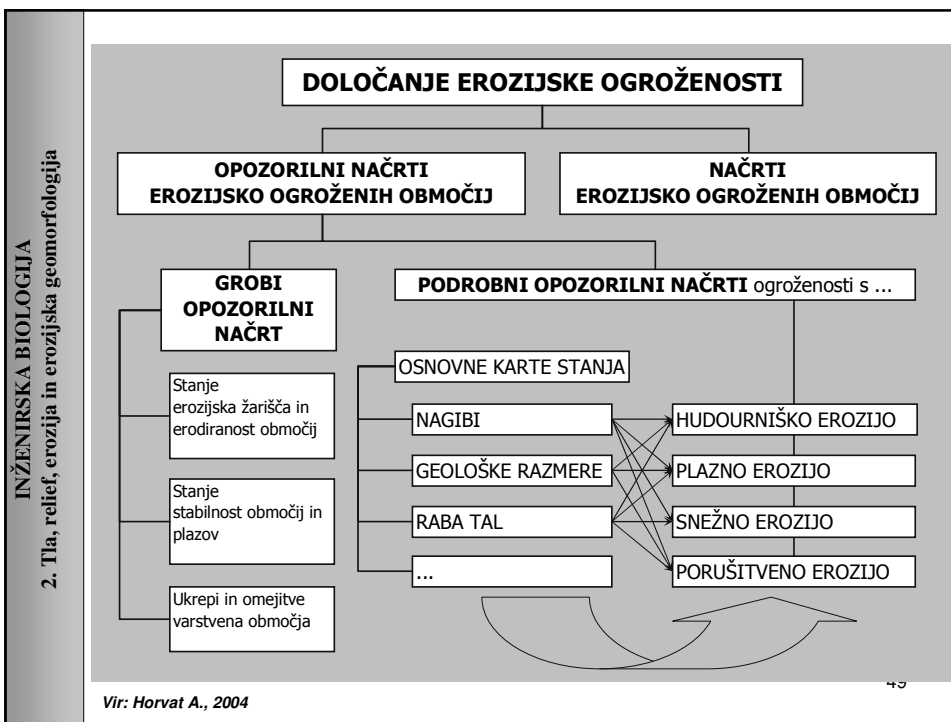 INŽENIRSKA BIOLOGIJA
2. Tla, relief, erozija in erozijska geomorfologija
DOLOČANJE EROZIJSKE OGROŽENOSTI
OPOZORILNI NAČRTI
EROZIJSKO OGROŽENIH OBMOČIJ
NAČRTI
EROZIJSKO OGROŽENIH OBMOČIJ
GROBI
OPOZORILNI
NAČRT
Stanje
erozijska žarišča in
erodiranost območij
Stanje
stabilnost območij in
plazov
Ukrepi in omejitve
varstvena območja
PODROBNI OPOZORILNI NAČRTI ogroženosti s ...
OSNOVNE KARTE STANJA
NAGIBI
GEOLOŠKE RAZMERE
RABA TAL
...
HUDOURNIŠKO EROZIJO
PLAZNO EROZIJO
SNEŽNO EROZIJO
PORUŠITVENO EROZIJO
49
Vir: Horvat A., 2004